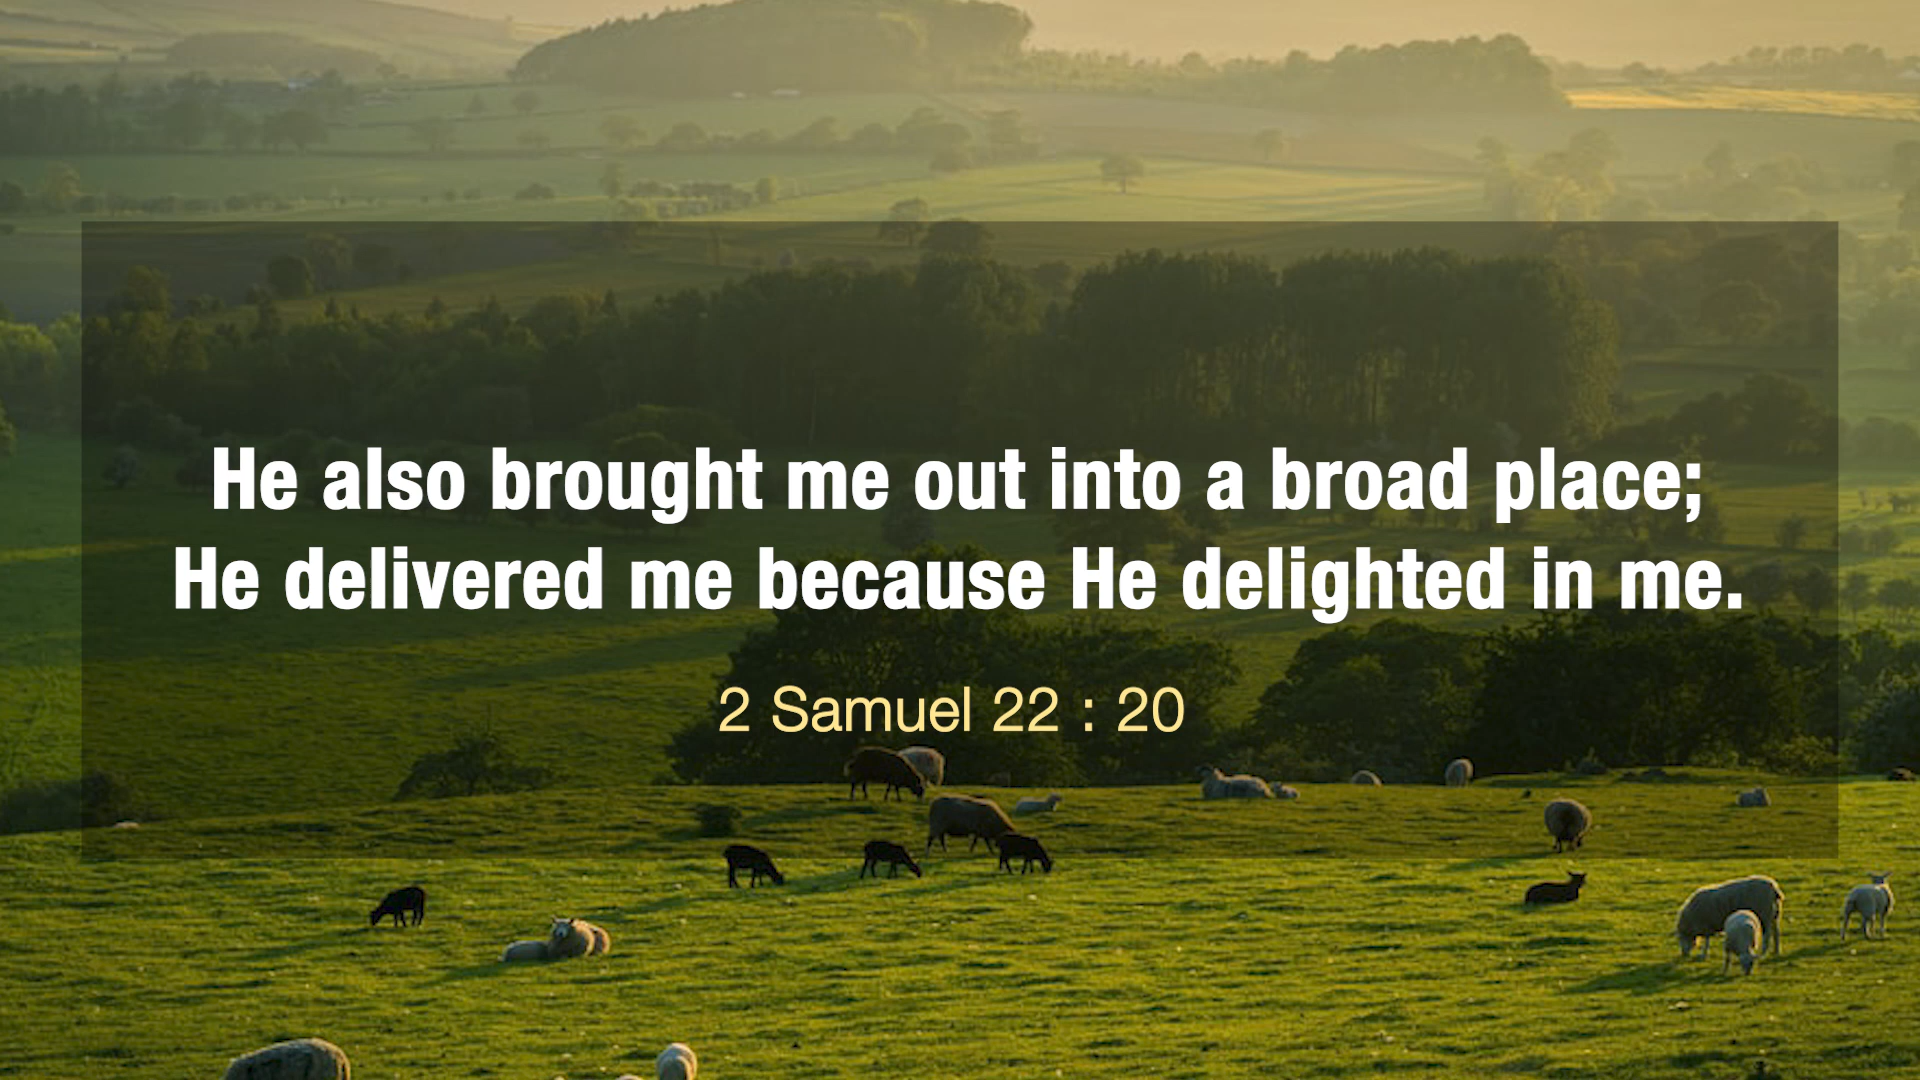 He also brought me out into a broad place;
He delivered me because He delighted in me.
2 Samuel 22 : 20